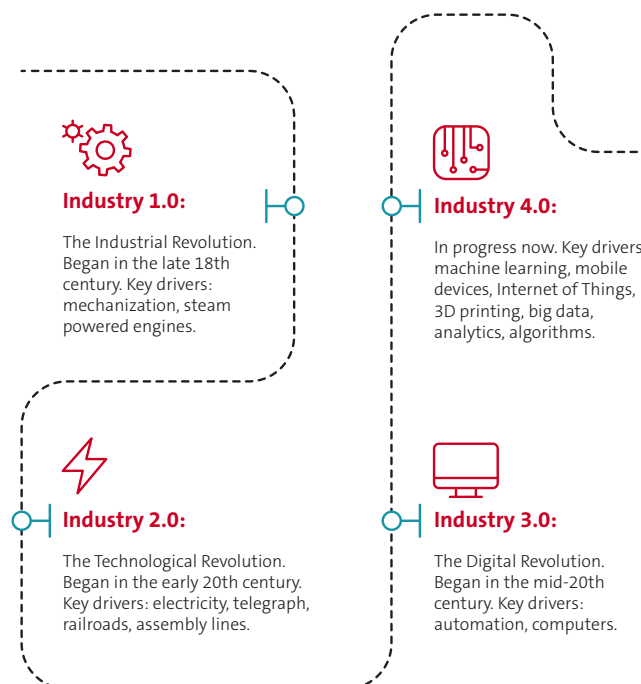 Industry 1.0:
The Industrial Revolution.
Began in the late 18th
century. Key drivers:
mechanization, steam
powered engines.
Industry 2.0:
The Technological Revolution.
Began in the early 20th century.
Key drivers: electricity, telegraph,
railroads, assembly lines.
Industry 3.0:
The Digital Revolution.
Began in the mid-20th
century. Key drivers:
automation, computers.
Industry 4.0:
In progress now. Key drivers
machine learning, mobile
devices, Internet of Things,
3D printing, big data,
analytics, algorithms.